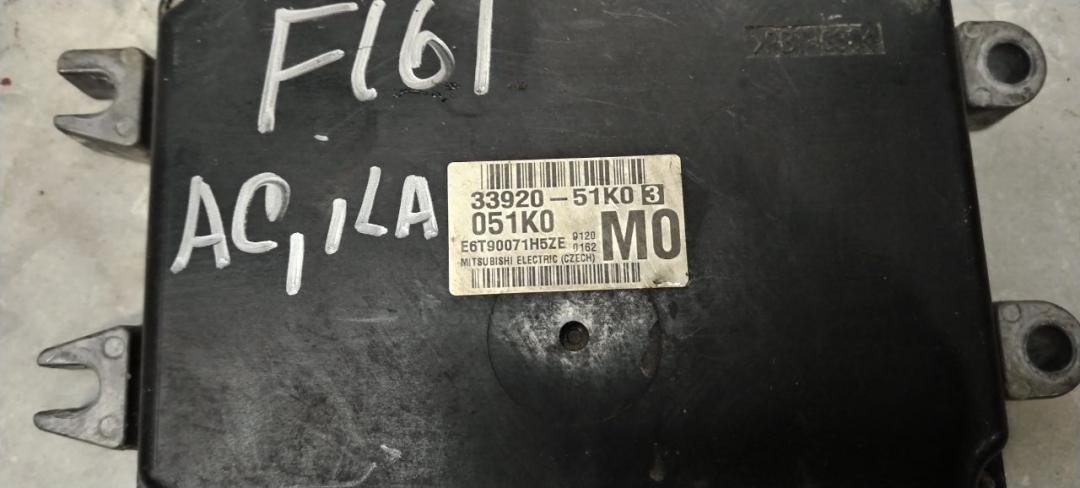 F161
AC, ILA
33920-51K0 3
051K0
M0
E6T90071H5ZE
9120
0162
MITSUBISHI ELECTRIC (CZECH)